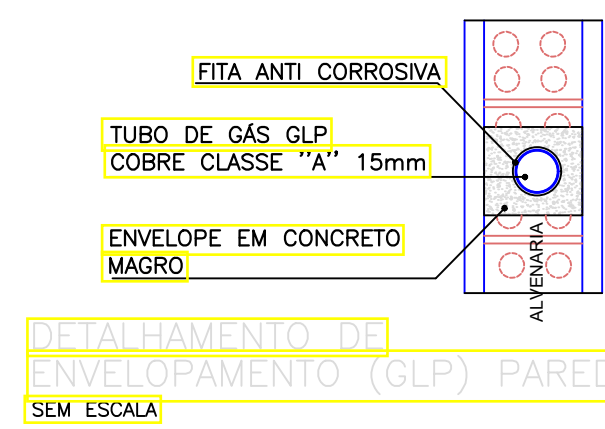 FITA ANTI CORROSIVA
TUBO DE GÁS GLP
COBRE CLASSE ’’A’’ 15mm
ENVELOPE EM CONCRETO
MAGRO
ALVENARIA
DETALHAMENTO DE
ENVELOPAMENTO (GLP) PARED
SEM ESCALA